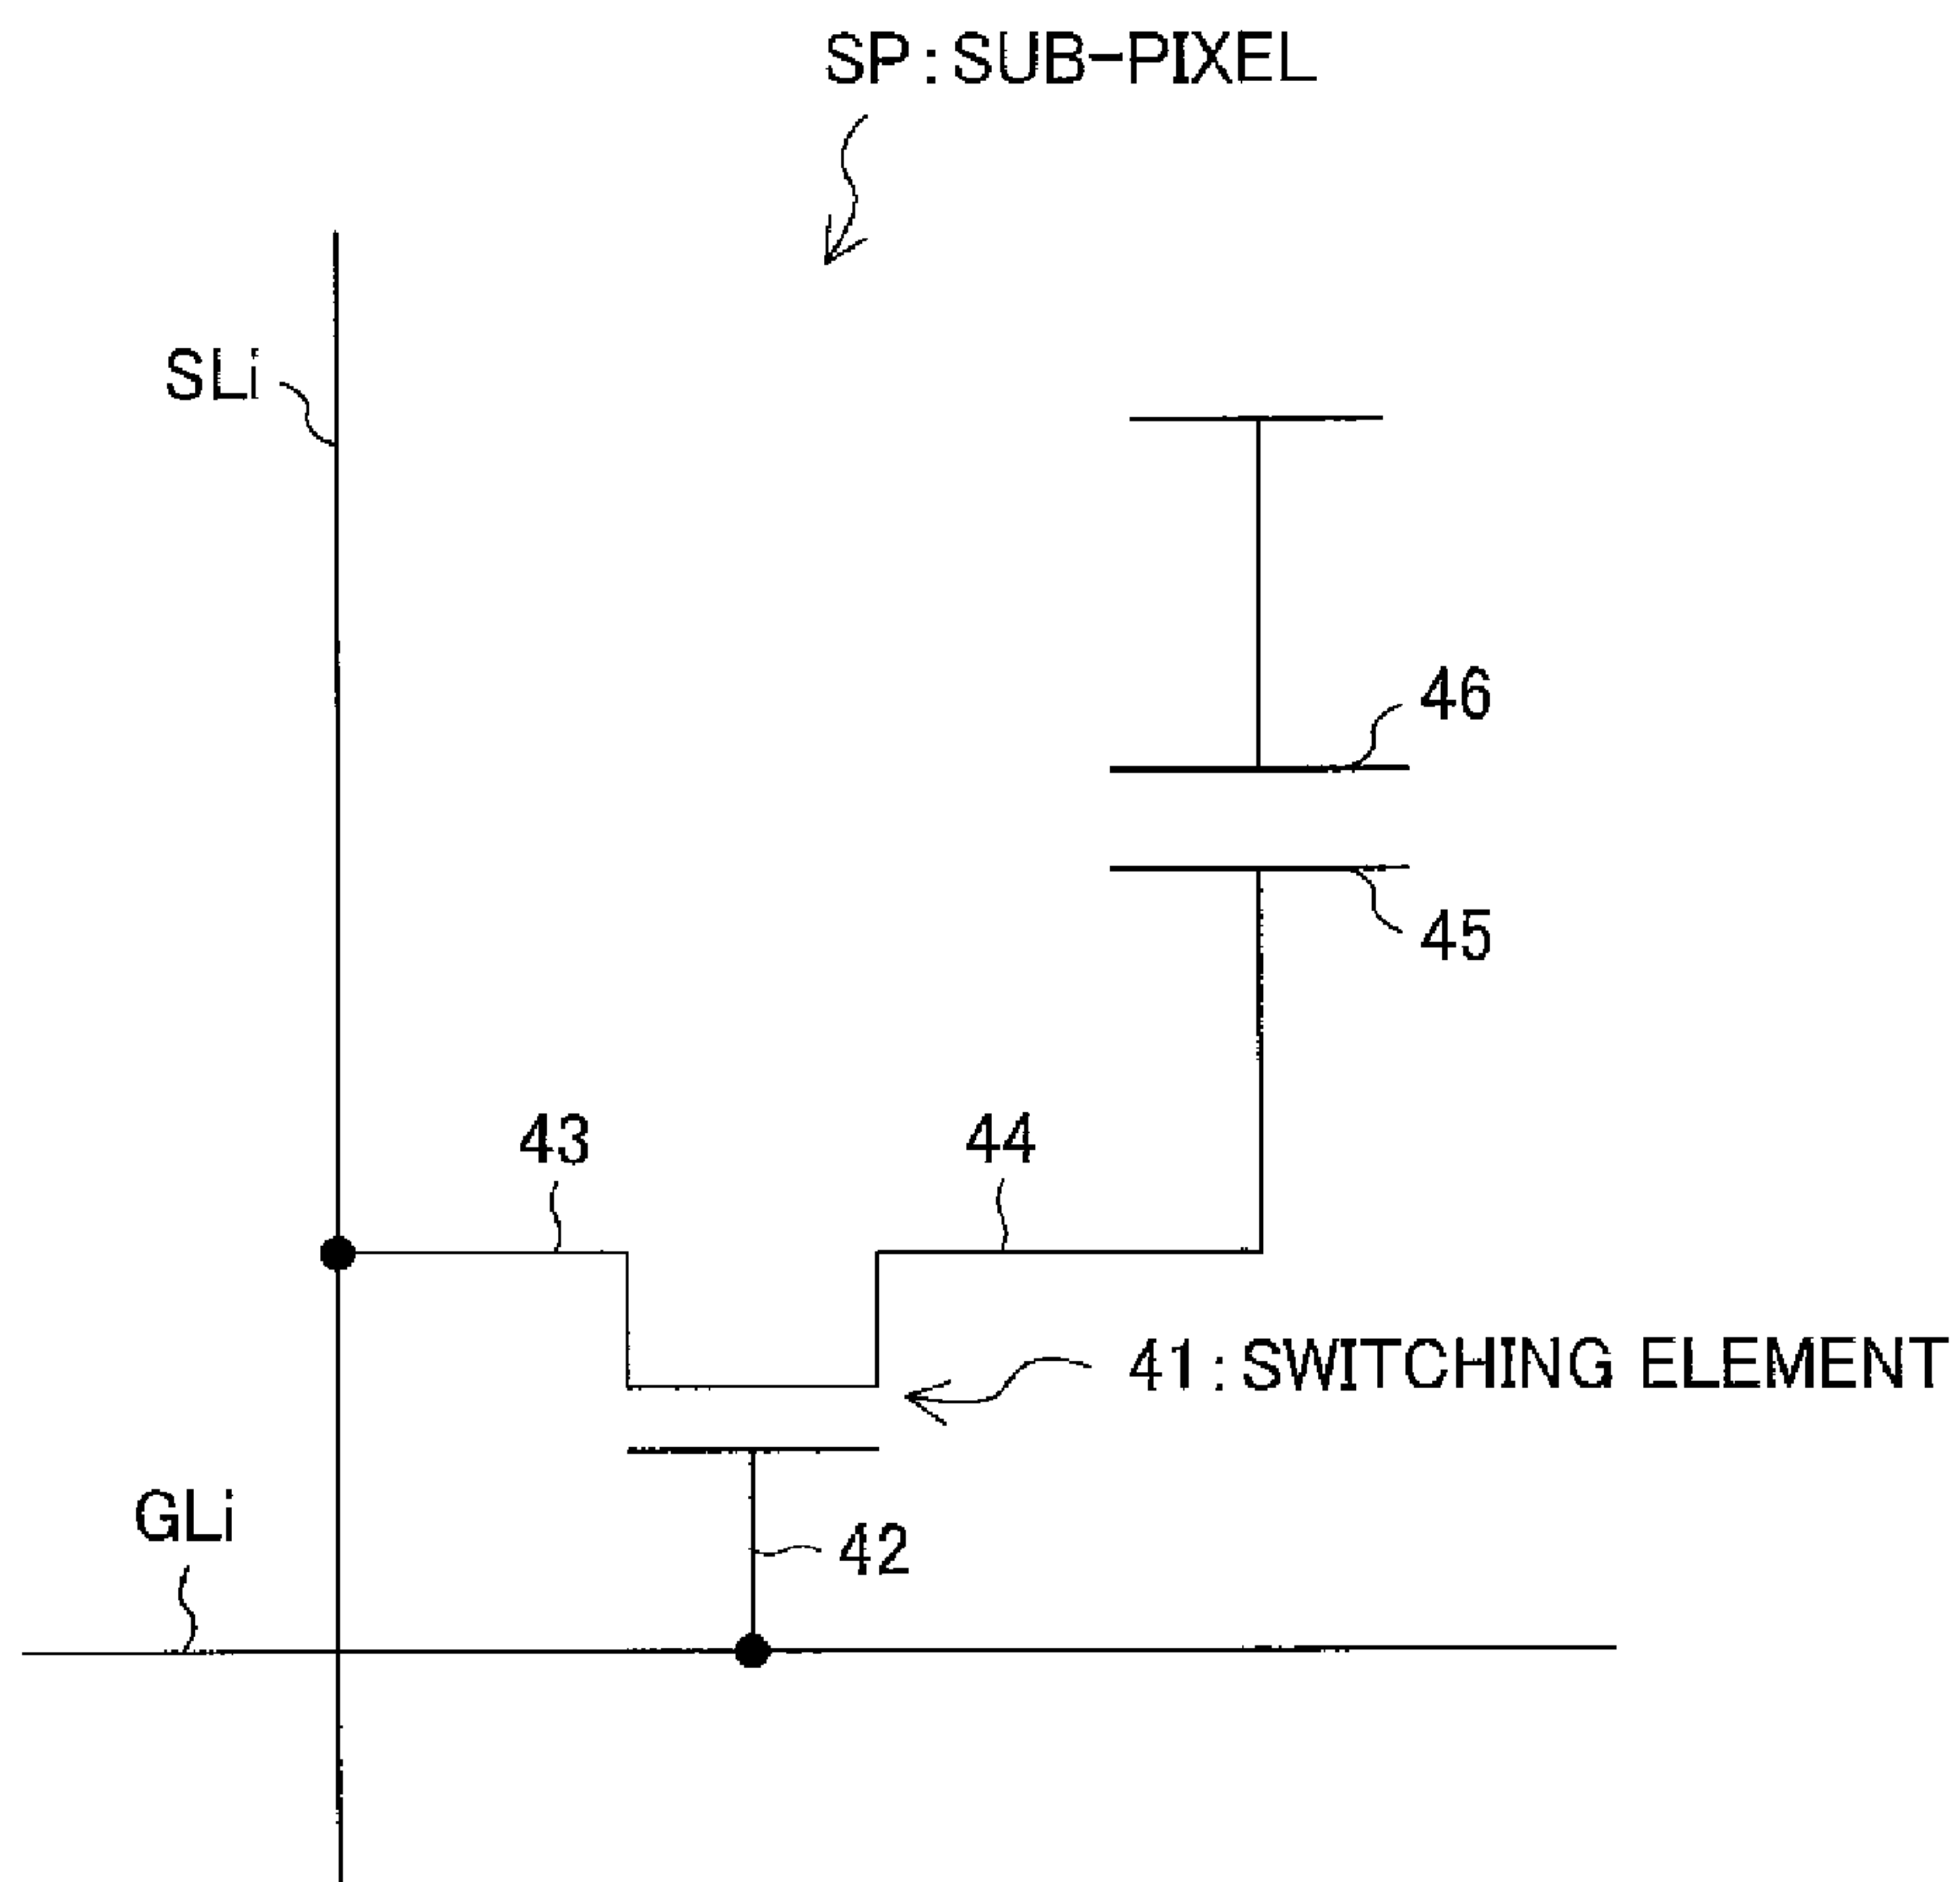 SP:SUB-PIXEL
SLi
46
45
43
44
41:SWITCHING ELEMENT
GLi
42